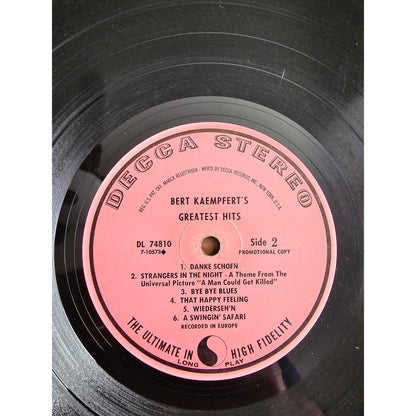 DECCA STEREO
REG. U.S. PAT. OFF. MARCA REGISTRADA - MFR'D BY DECCA RECORDS INC., NEW YORK, U.S.A.
BERT KAEMPFERT'S
GREATEST HITS
DL 74810
7-10573◆
Side 2
PROMOTIONAL COPY
1. DANKE SCHOEN
2. STRANGERS IN THE NIGHT - A Theme From The
Universal Picture "A Man Could Get Killed"
3. BYE BYE BLUES
4. THAT HAPPY FEELING
5. WIEDERSEH'N
6. A SWINGIN' SAFARI
RECORDED IN EUROPE
THE ULTIMATE IN HIGH FIDELITY
LONG PLAY